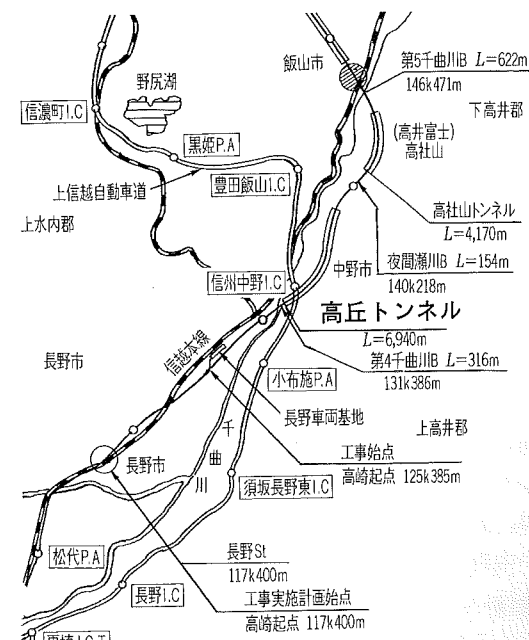 飯山市
第5千曲川B L=622m
146k471m
野尻湖
下高井郡
信濃町I.C
(高井富士)
高社山
黒姫P.A
豊田飯山I.C
上信越自動車道
高社山トンネル
L=4,170m
上水内郡
中野市
夜間瀬川B L=154m
140k218m
信州中野I.C
高丘トンネル
L=6,940m
信越本線
第4千曲川B L=316m
131k386m
長野市
小布施P.A
長野車両基地
上高井郡
千曲川
工事始点
高崎起点 125k385m
長野市
須坂長野東I.C
松代P.A
長野St
117k400m
長野I.C
工事実施計画始点
高崎起点 117k400m